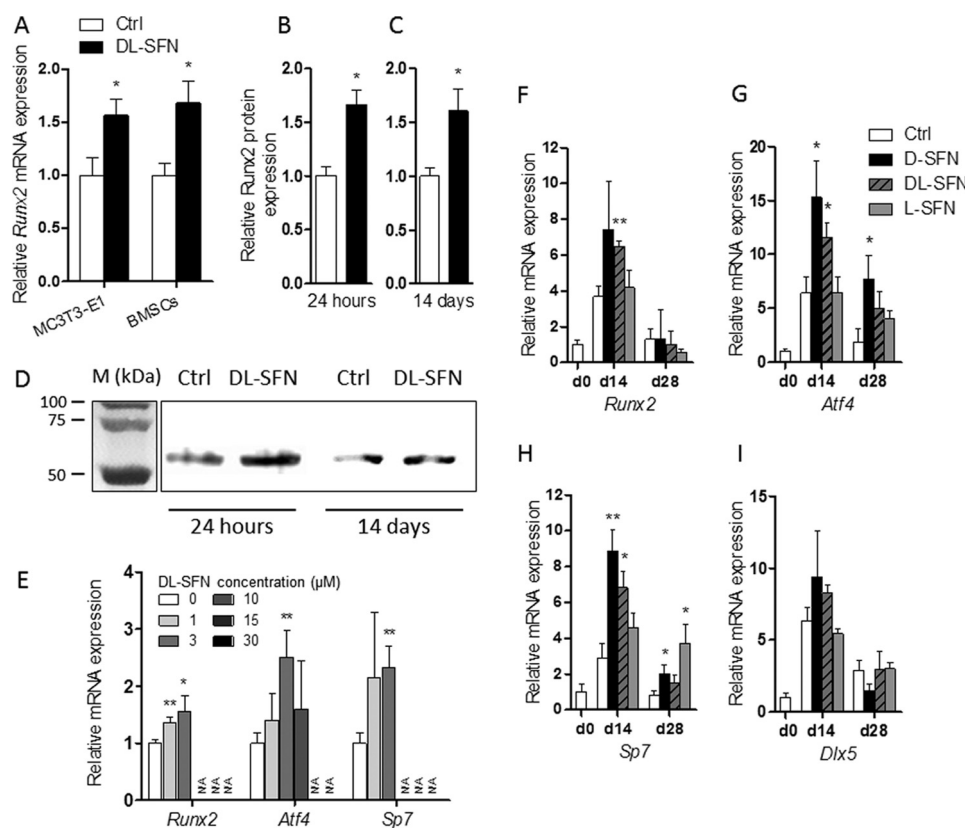 A
Ctrl
DL-SFN
Relative Runx2 mRNA expression
2.0
1.5
1.0
0.5
0.0
*
*
MC3T3-E1
BMSCs
B
Relative Runx2 protein
expression
2.0
1.5
1.0
0.5
0.0
*
24 hours
C
2.0
1.5
1.0
0.5
0.0
*
14 days
D
M (kDa)
Ctrl
DL-SFN
Ctrl
DL-SFN
100
75
50
24 hours
14 days
E
Relative mRNA expression
4
3
2
1
0
DL-SFN concentration (µM)
0
10
1
15
3
30
**
*
NA NA NA
**
NA NA
**
NA NA NA
Runx2
Atf4
Sp7
F
Relative mRNA expression
12
10
8
6
4
2
0
**
d0
d14
d28
Runx2
G
Relative mRNA expression
20
15
10
5
0
*
*
*
d0
d14
d28
Atf4
Ctrl
D-SFN
DL-SFN
L-SFN
H
Relative mRNA expression
12
10
8
6
4
2
0
**
*
*
*
d0
d14
d28
Sp7
I
Relative mRNA expression
15
10
5
0
d0
d14
d28
Dlx5